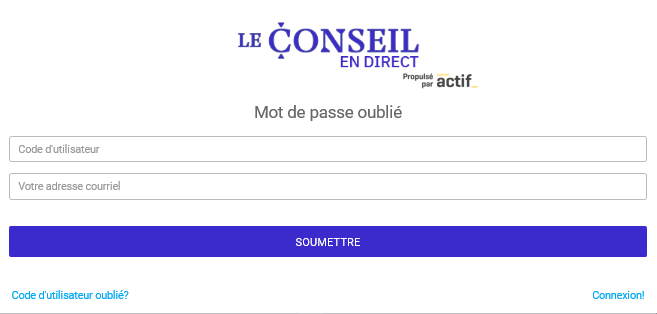 LE CONSEIL
EN DIRECT
Propulsé
par actif_
Mot de passe oublié
Code d'utilisateur
Votre adresse courriel
SOUMETTRE
Code d'utilisateur oublié? Connexion!